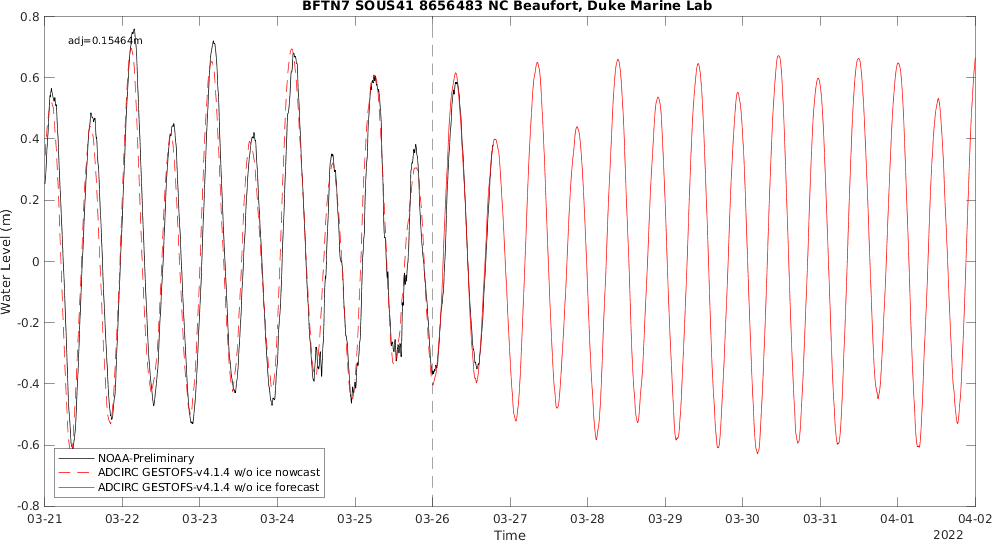 BFTN7 SOUS41 8656483 NC Beaufort, Duke Marine Lab
adj=0.15464m
0.8
0.6
0.4
0.2
0
-0.2
-0.4
-0.6
-0.8
Water Level (m)
NOAA-Preliminary
ADCIRC GESTOFS-v4.1.4 w/o ice nowcast
ADCIRC GESTOFS-v4.1.4 w/o ice forecast
03-21 03-22 03-23 03-24 03-25 03-26 03-27 03-28 03-29 03-30 03-31 04-01 04-02
Time
2022